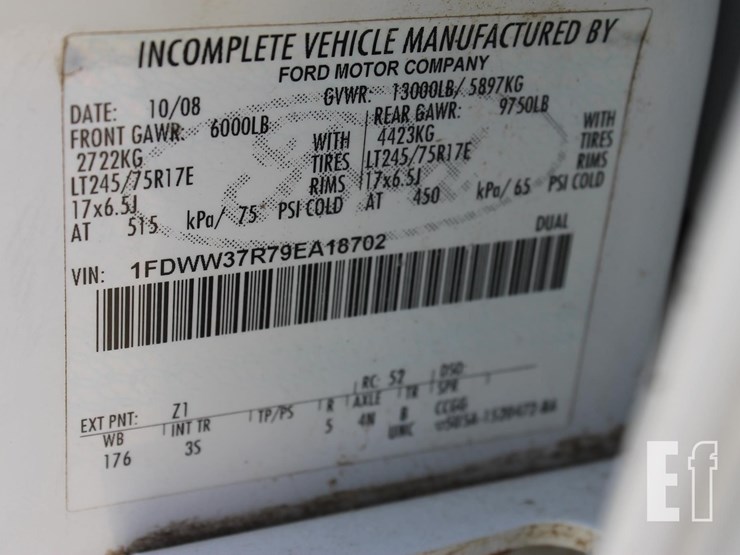 INCOMPLETE VEHICLE MANUFACTURED BY
FORD MOTOR COMPANY
DATE: 10/08 GVWR: 13000LB/ 5897KG
FRONT GAWR: 6000LB REAR GAWR: 9750LB
2722KG WITH 4423KG WITH
LT245/75R17E TIRES LT245/75R17E TIRES
17x6.5J RIMS 17x6.5J RIMS
AT 515 kPa/ 75 PSI COLD AT 450 kPa/ 65 PSI COLD
VIN: 1FDWW37R79EA18702 DUAL
EXT PNT: Z1 RC: 52 DSO:
WB INT TR TP/PS R AXLE TR SPR
176 3S 5 4N B CCGG
UNC
Ef